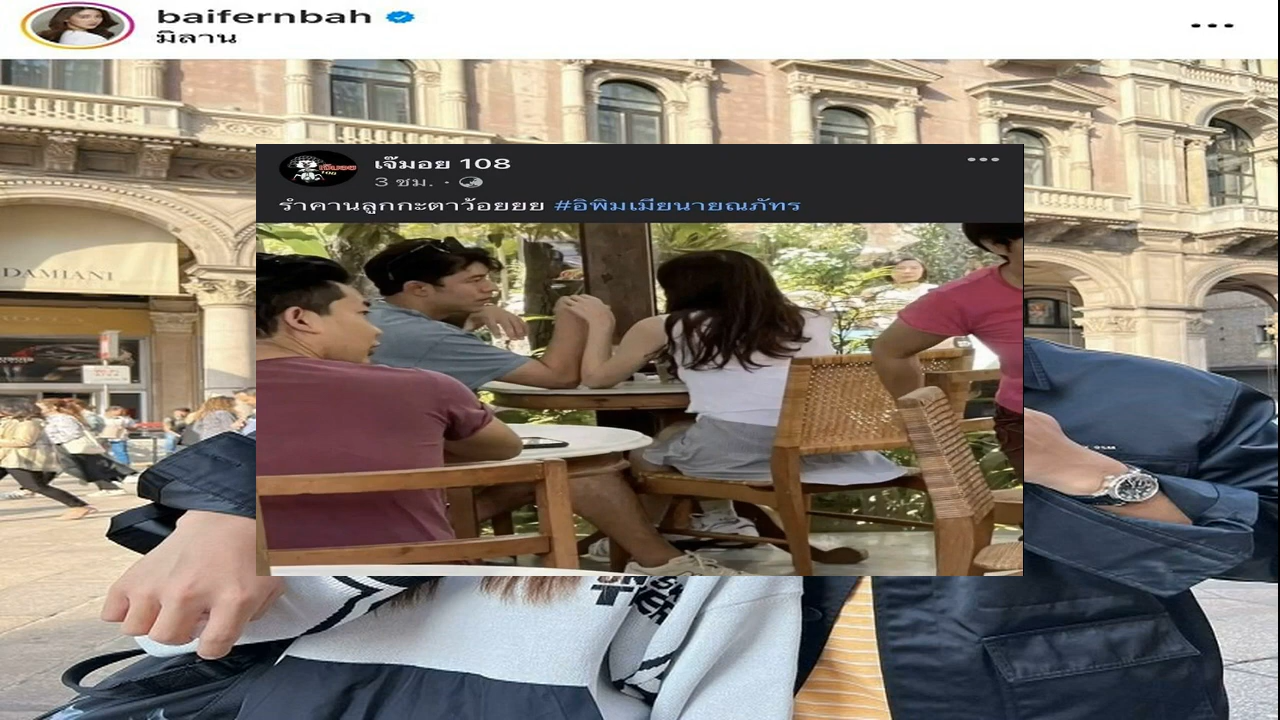 baifernbah
มิลาน
DAMIANI
เจ๊มอย 108
3 ชม.
รำคานลูกกะตาว้อยยย #อิพิมเมียนายณภัทร